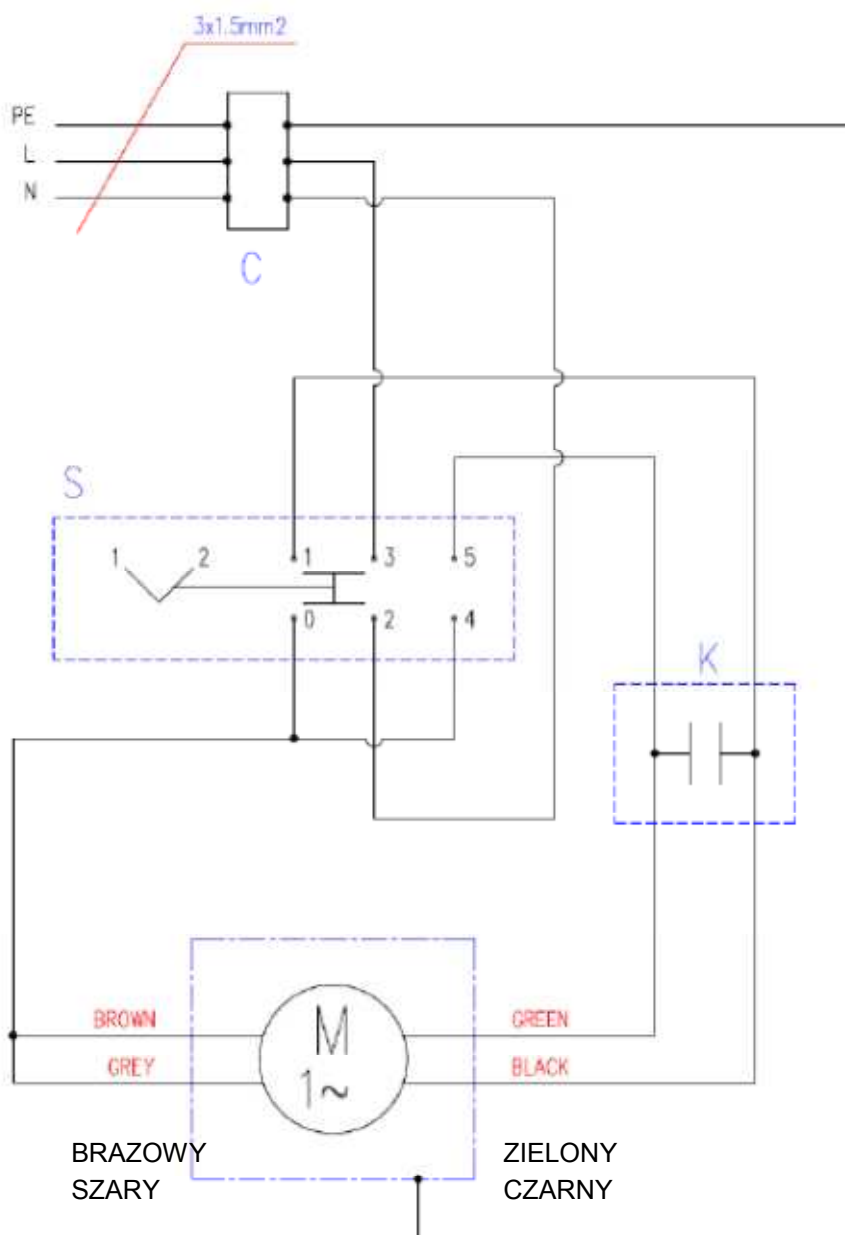 3x1.5mm2
PE
L
N
C
S
1 2 1 3 5
0 2 4
K
BROWN M GREEN
GREY 1~ BLACK
BRAZOWY ZIELONY
SZARY CZARNY